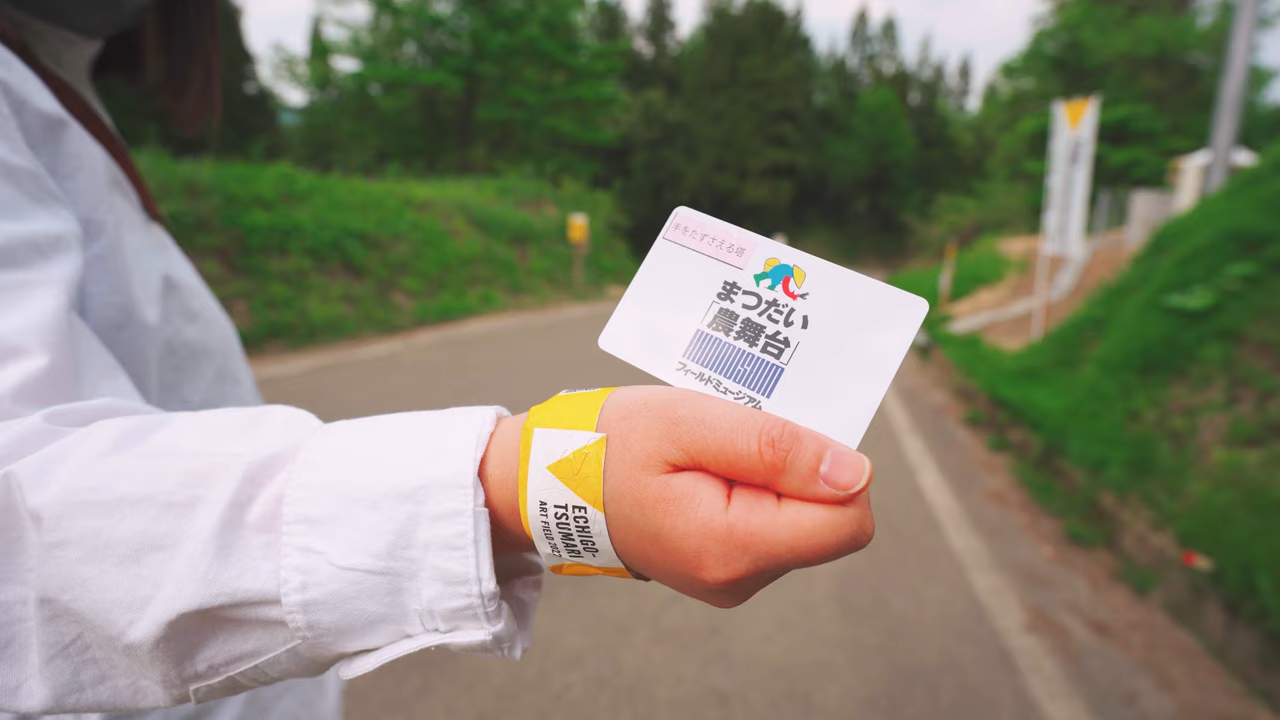 手をたずさえる塔
まつだい
「農舞台」
フィールドミュージアム
ECHIGO-
TSUMARI
ART FIELD 2022